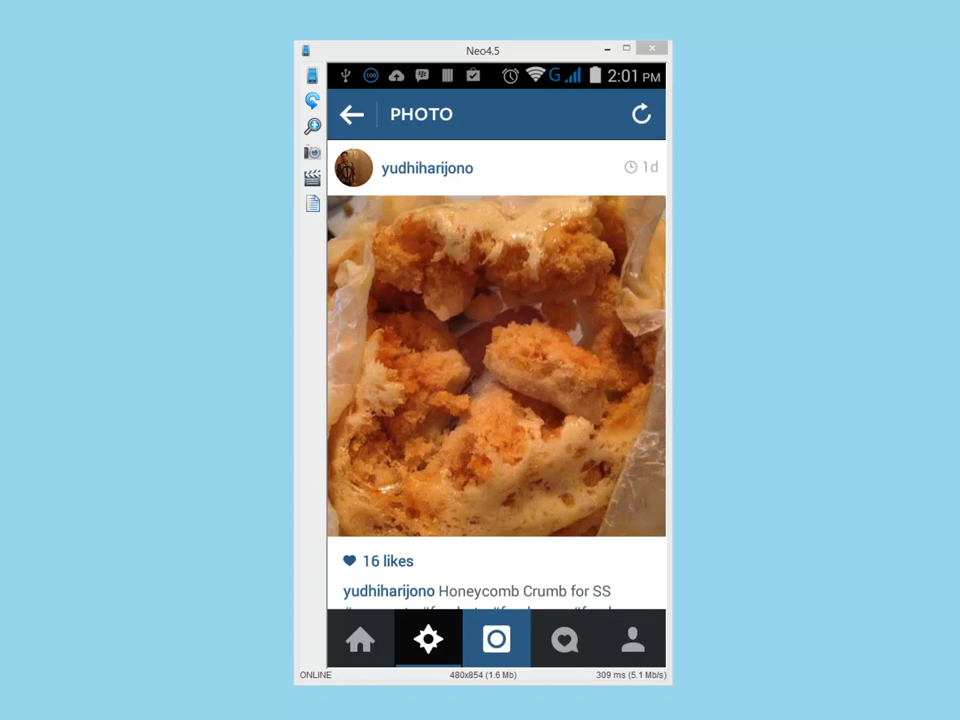 Neo4.5
100
G
2:01 PM
PHOTO
yudhiharijono
1d
16 likes
yudhiharijono Honeycomb Crumb for SS
ONLINE
480x854 (1.6 Mb)
309 ms (5.1 Mb/s)